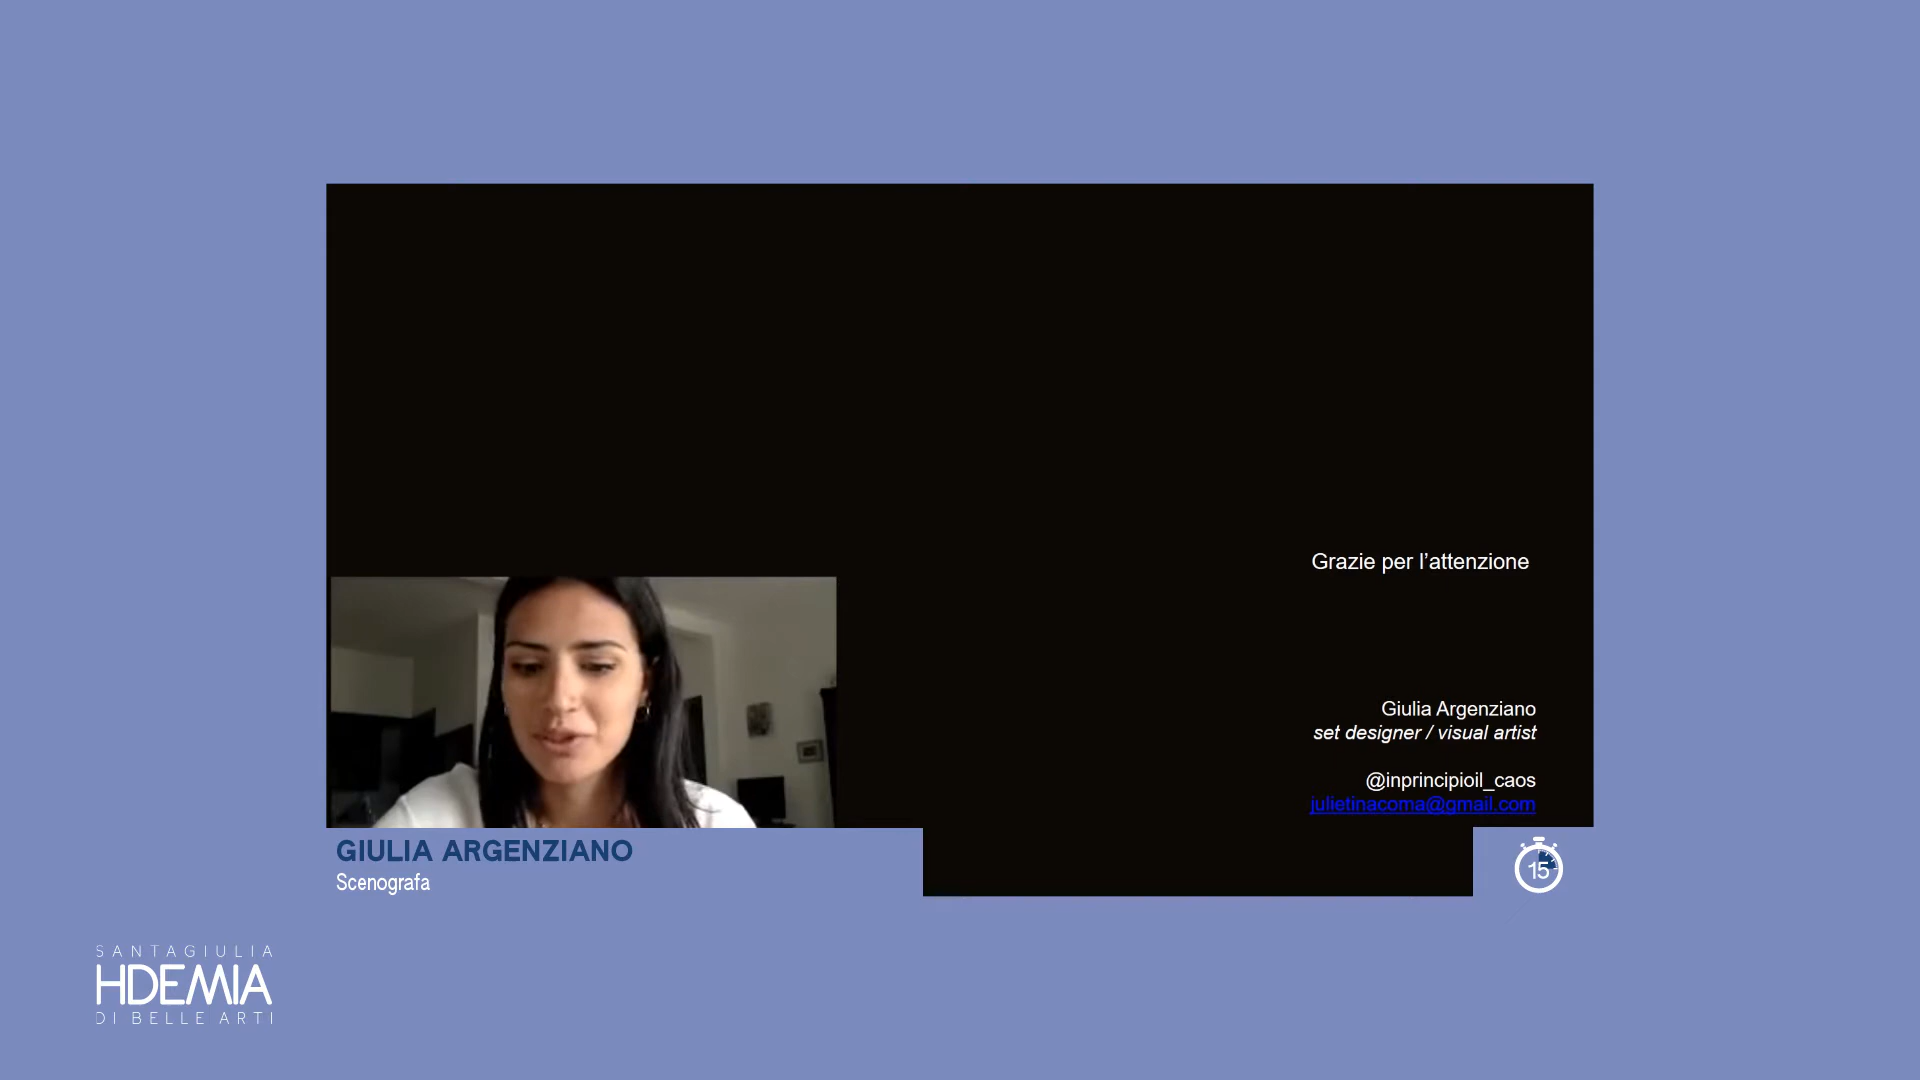 Grazie per l’attenzione
Giulia Argenziano
set designer / visual artist
@inprincipioil_caos
julietinacoma@gmail.com
GIULIA ARGENZIANO
Scenografa
15
SANTAGIULIA
HDEMIA
DI BELLE ARTI